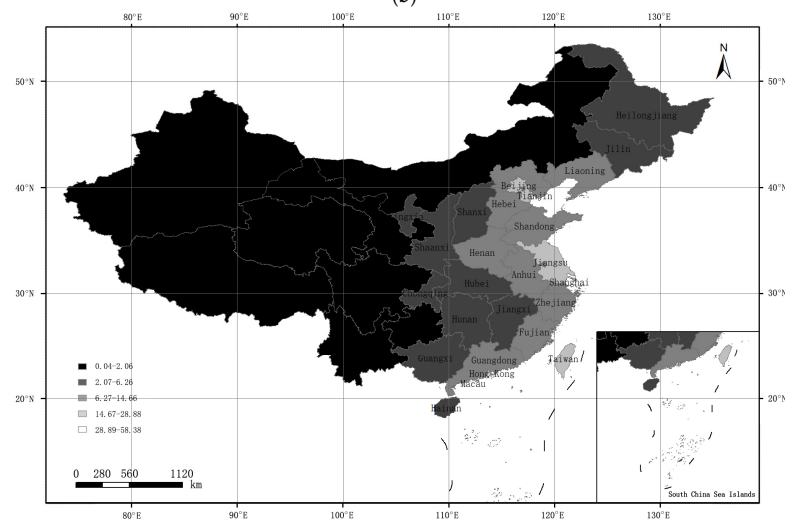 80°E 90°E 100°E 110°E 120°E 130°E
N
50°N 50°N
Heilongjiang
Jilin
Liaoning
40°N 40°N
Beijing
Tianjin
Hebei
Shanxi
Ningxia
Shandong
Shaanxi
Henan
Jiangsu
Anhui
Shanghai
30°N 30°N
Hubei
Chongqing
Zhejiang
Jiangxi
Hunan
Fujian
Guangxi
Guangdong
Taiwan
Hong Kong
Macau
Hainan
0.04-2.06
2.07-6.26
6.27-14.66
14.67-28.88
28.89-58.38
20°N 20°N
0 280 560 1120
km
South China Sea Islands
80°E 90°E 100°E 110°E 120°E 130°E